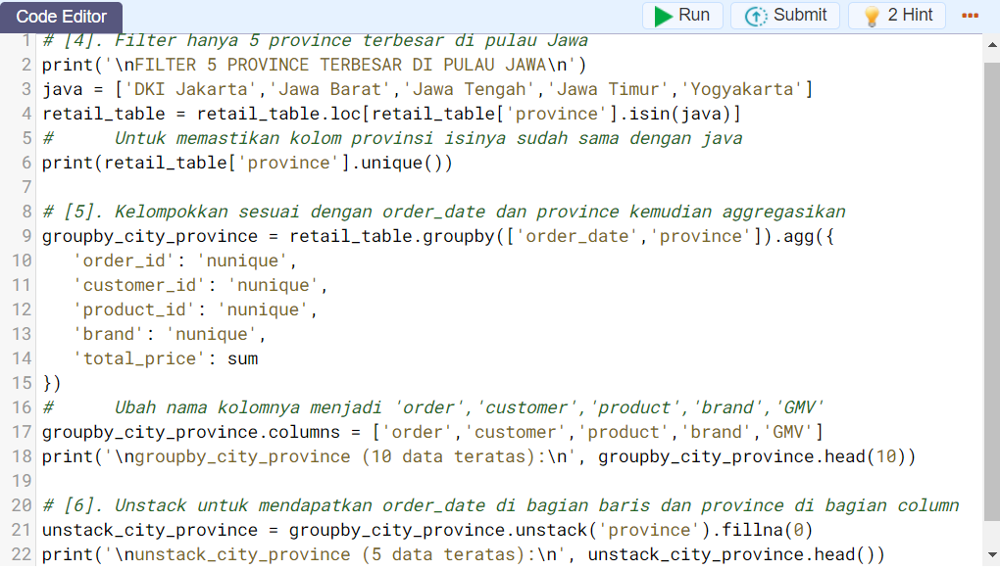 Code Editor
Run
Submit
2 Hint
1 # [4]. Filter hanya 5 province terbesar di pulau Jawa
2 print('\nFILTER 5 PROVINCE TERBESAR DI PULAU JAWA\n')
3 java = ['DKI Jakarta','Jawa Barat','Jawa Tengah','Jawa Timur','Yogyakarta']
4 retail_table = retail_table.loc[retail_table['province'].isin(java)]
5 #      Untuk memastikan kolom provinsi isinya sudah sama dengan java
6 print(retail_table['province'].unique())
7
8 # [5]. Kelompokkan sesuai dengan order_date dan province kemudian aggregasikan
9 groupby_city_province = retail_table.groupby(['order_date','province']).agg({
10    'order_id': 'nunique',
11    'customer_id': 'nunique',
12    'product_id': 'nunique',
13    'brand': 'nunique',
14    'total_price': sum
15 })
16 #      Ubah nama kolomnya menjadi 'order','customer','product','brand','GMV'
17 groupby_city_province.columns = ['order','customer','product','brand','GMV']
18 print('\ngroupby_city_province (10 data teratas):\n', groupby_city_province.head(10))
19
20 # [6]. Unstack untuk mendapatkan order_date di bagian baris dan province di bagian column
21 unstack_city_province = groupby_city_province.unstack('province').fillna(0)
22 print('\nunstack_city_province (5 data teratas):\n', unstack_city_province.head())